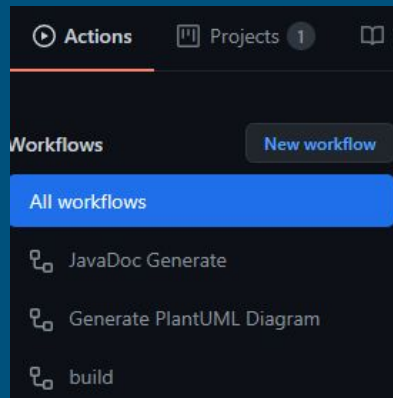 Actions Projects 1
Workflows New workflow
All workflows
JavaDoc Generate
Generate PlantUML Diagram
build